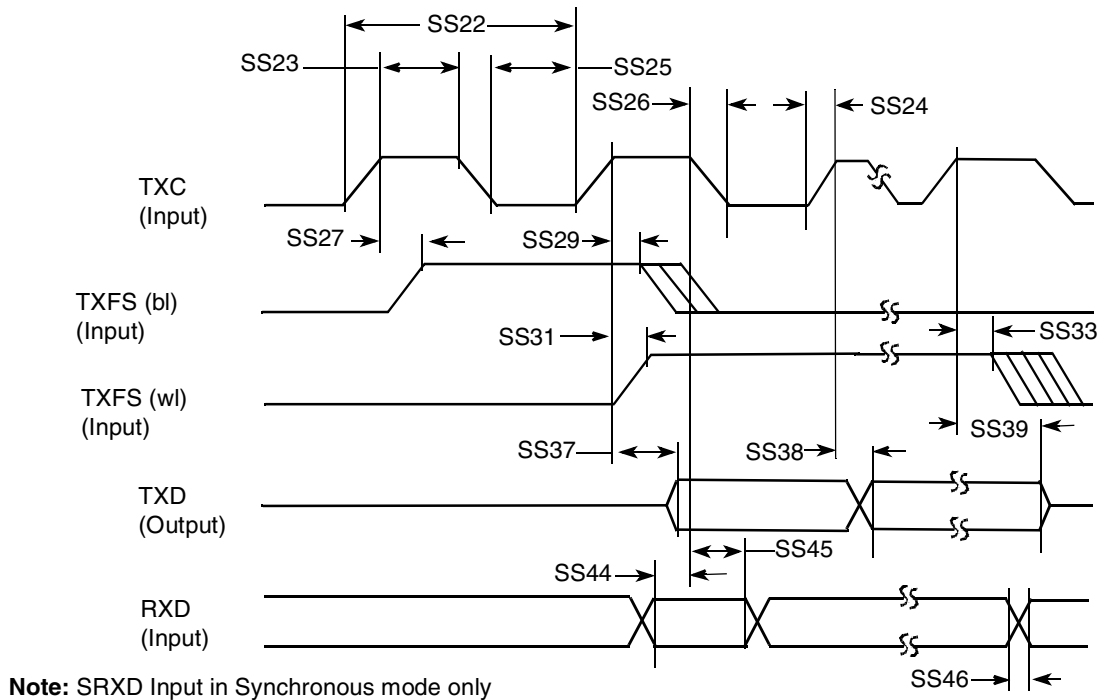 SS22
SS23
SS25
SS26
SS24
TXC
(Input)
SS27
SS29
TXFS (bl)
(Input)
SS31
SS33
TXFS (wl)
(Input)
SS37
SS38
SS39
TXD
(Output)
SS45
SS44
RXD
(Input)
SS46
Note: SRXD Input in Synchronous mode only